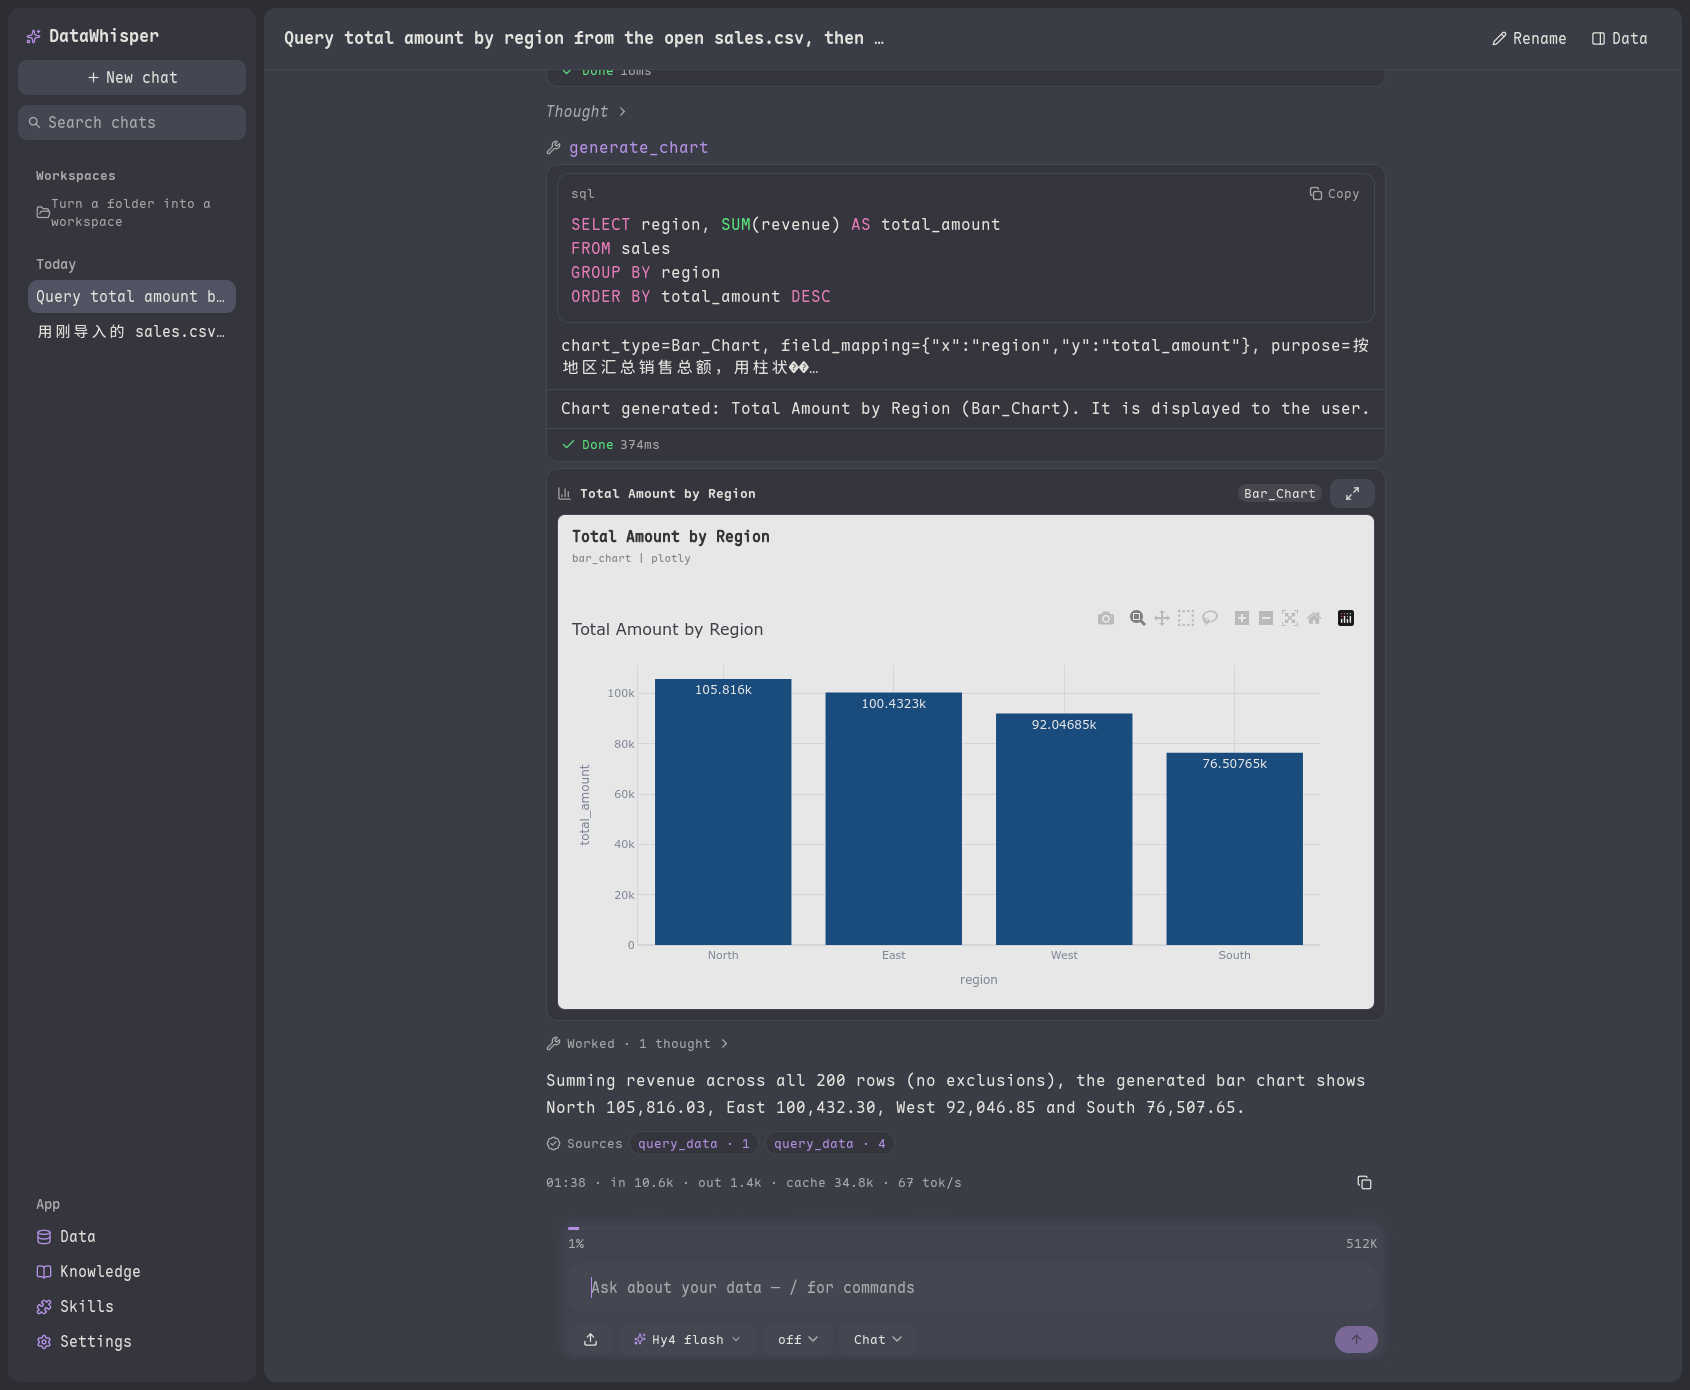 DataWhisper
New chat
Search chats
Workspaces
Turn a folder into a
workspace
Today
Query total amount b…
用刚导入的 sales.csv…
App
Data
Knowledge
Skills
Settings
Query total amount by region from the open sales.csv, then …
Rename
Data
Done 16ms
Thought
generate_chart
sql
Copy
SELECT region, SUM(revenue) AS total_amount
FROM sales
GROUP BY region
ORDER BY total_amount DESC
chart_type=Bar_Chart, field_mapping={"x":"region","y":"total_amount"}, purpose=按
地区汇总销售总额，用柱状��…
Chart generated: Total Amount by Region (Bar_Chart). It is displayed to the user.
Done 374ms
Total Amount by Region
Bar_Chart
Total Amount by Region
bar_chart | plotly
Total Amount by Region
100k
80k
60k
40k
20k
0
total_amount
105.816k
100.4323k
92.04685k
76.50765k
North
East
West
South
region
Worked · 1 thought
Summing revenue across all 200 rows (no exclusions), the generated bar chart shows
North 105,816.03, East 100,432.30, West 92,046.85 and South 76,507.65.
Sources
query_data · 1
query_data · 4
01:38 · in 10.6k · out 1.4k · cache 34.8k · 67 tok/s
1%
512K
Ask about your data — / for commands
Hy4 flash
off
Chat